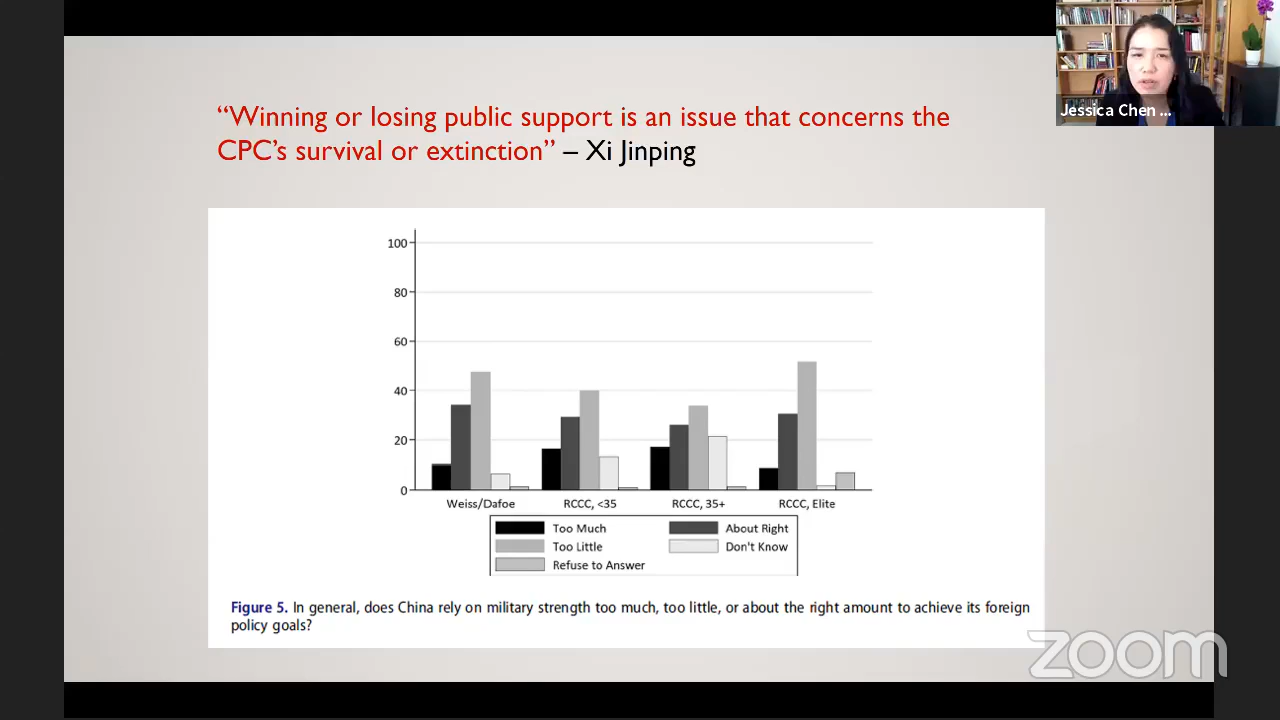 “Winning or losing public support is an issue that concerns the
CPC’s survival or extinction” – Xi Jinping
Jessica Chen ...
100
80
60
40
20
0
Weiss/Dafoe RCCC, <35 RCCC, 35+ RCCC, Elite
Too Much About Right
Too Little Don't Know
Refuse to Answer
Figure 5. In general, does China rely on military strength too much, too little, or about the right amount to achieve its foreign
policy goals?
zoom